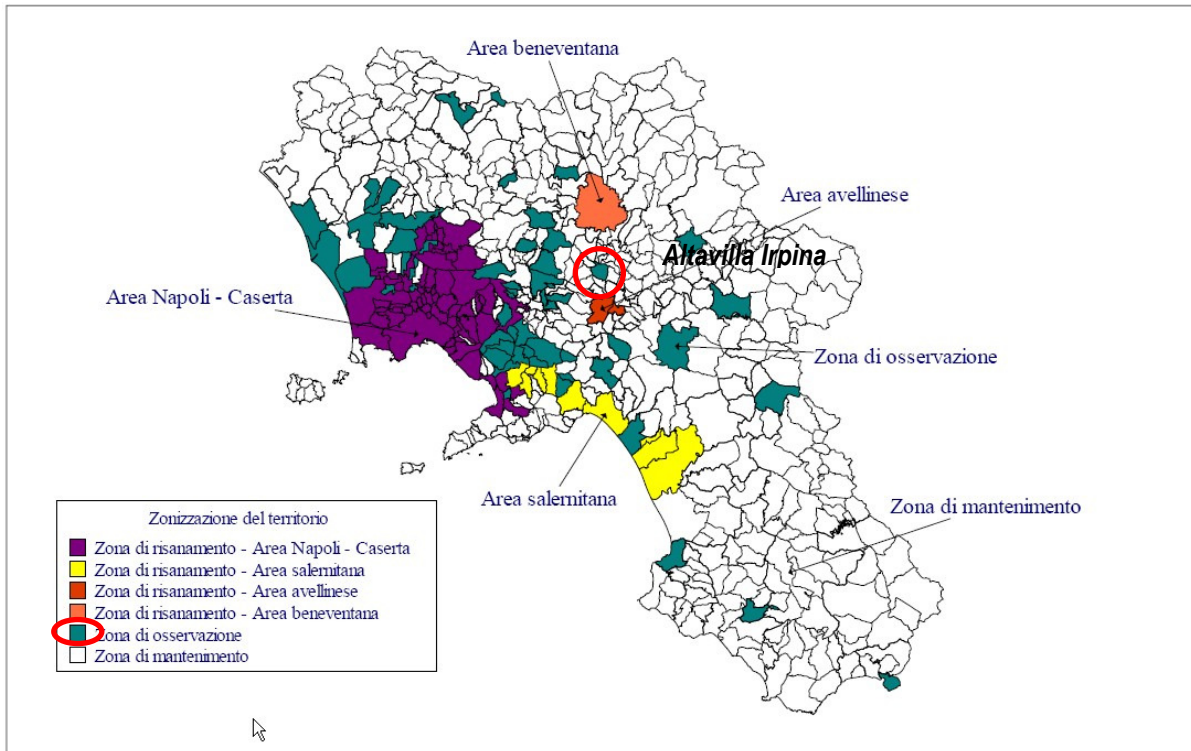 Area beneventana
Area avellinese
Altavilla Irpina
Area Napoli - Caserta
Zona di osservazione
Area salernitana
Zona di mantenimento
Zonizzazione del territorio
Zona di risanamento - Area Napoli - Caserta
Zona di risanamento - Area salernitana
Zona di risanamento - Area avellinese
Zona di risanamento - Area beneventana
Zona di osservazione
Zona di mantenimento